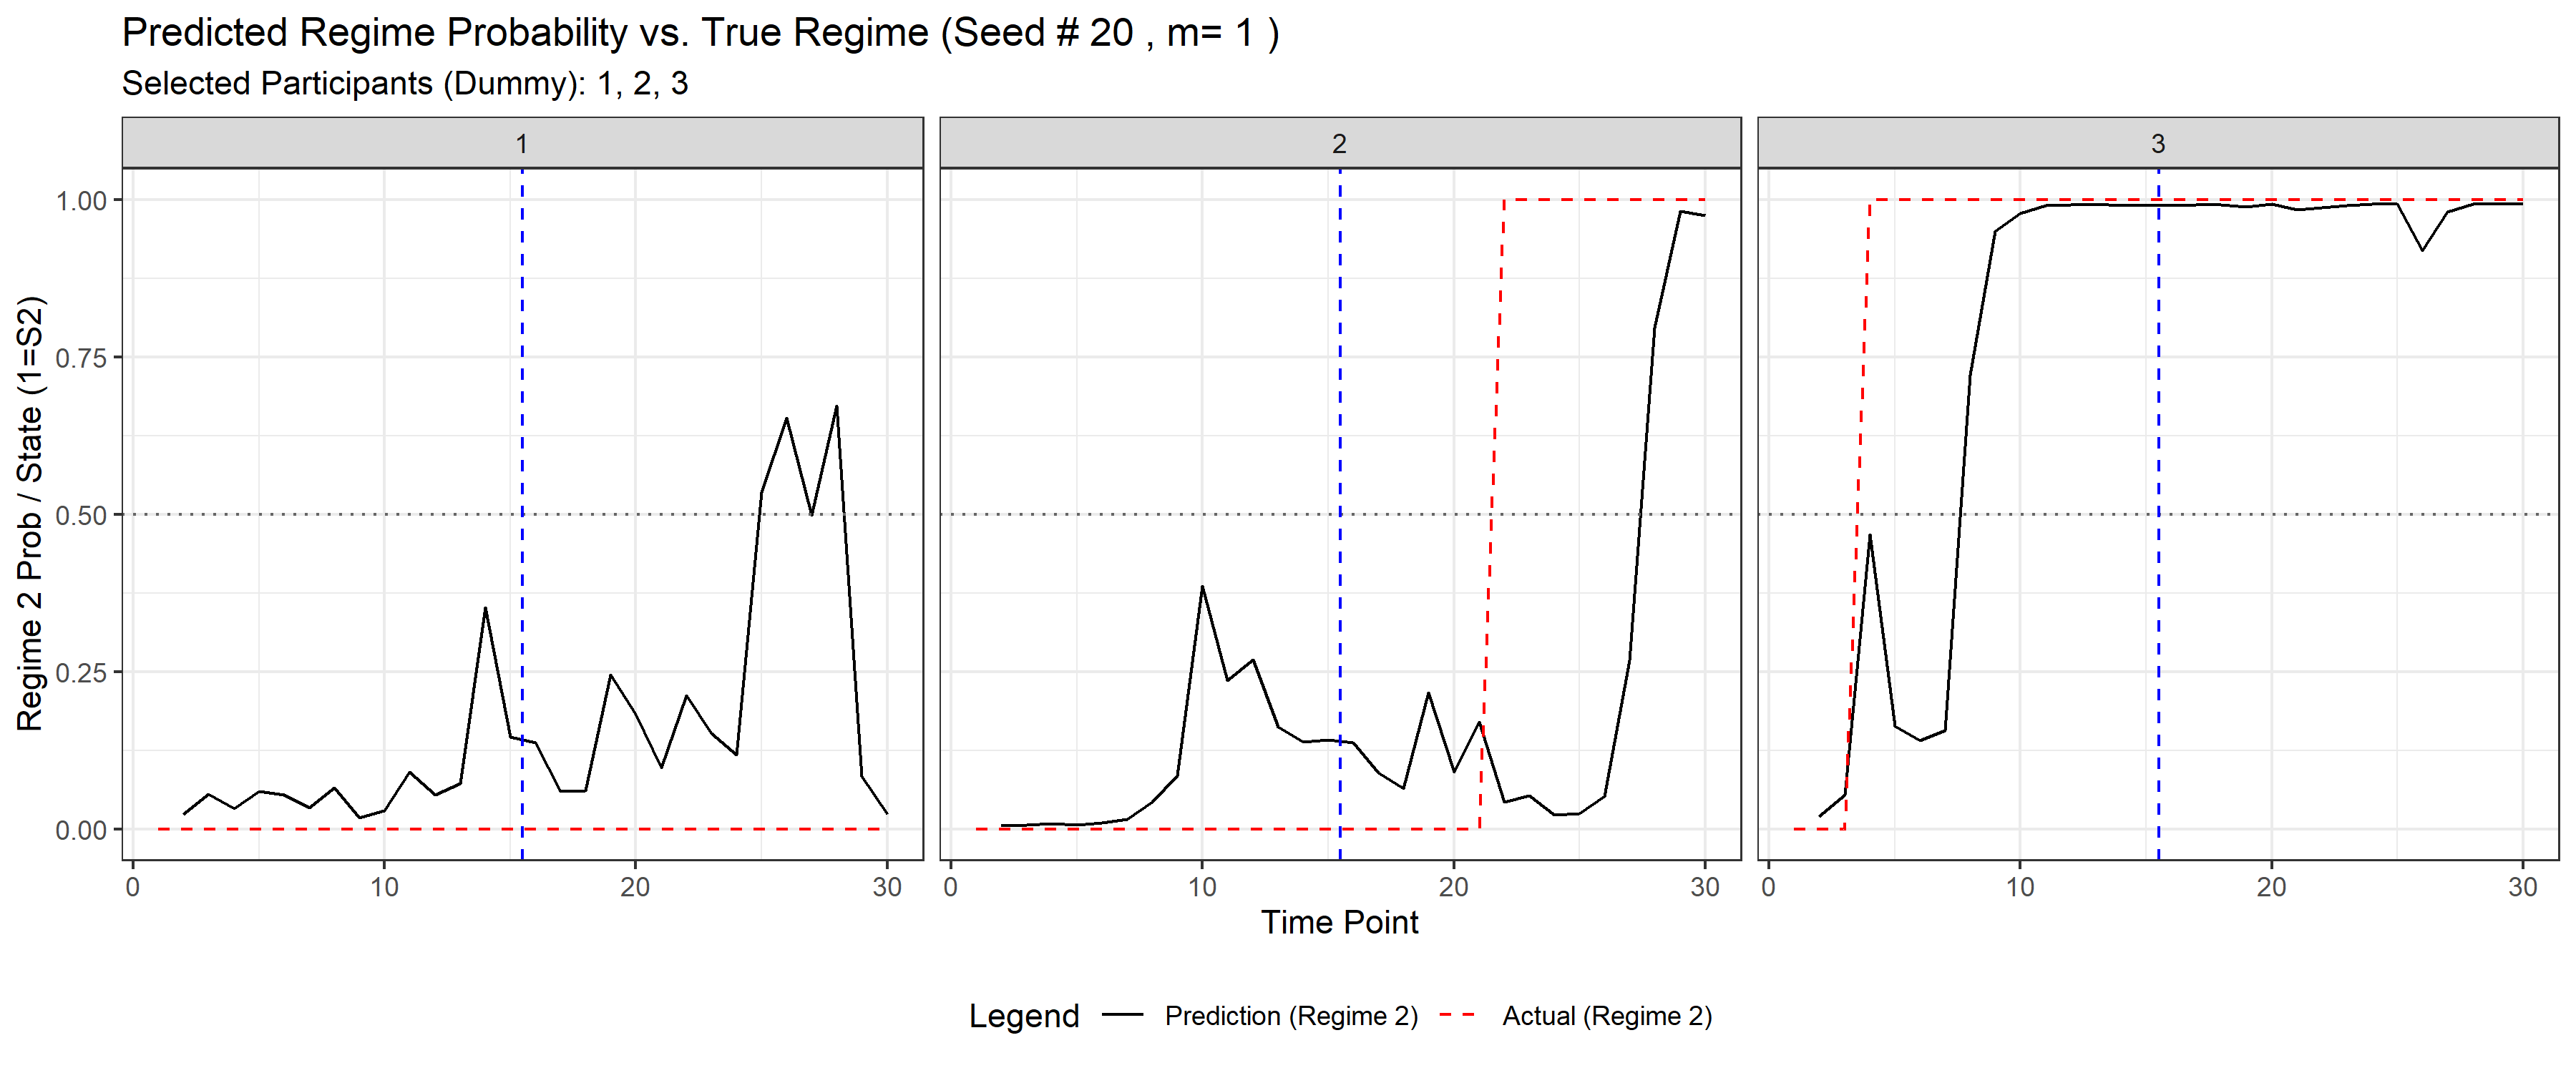 Predicted Regime Probability vs. True Regime (Seed # 20 , m= 1 )
Selected Participants (Dummy): 1, 2, 3
1
2
3
Regime 2 Prob / State (1=S2)
1.00
0.75
0.50
0.25
0.00
0 10 20 30
0 10 20 30
0 10 20 30
Time Point
Legend Prediction (Regime 2) Actual (Regime 2)